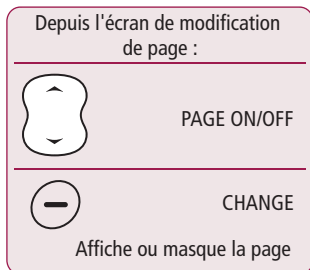 Depuis l'écran de modification
de page :
PAGE ON/OFF
CHANGE
Affiche ou masque la page